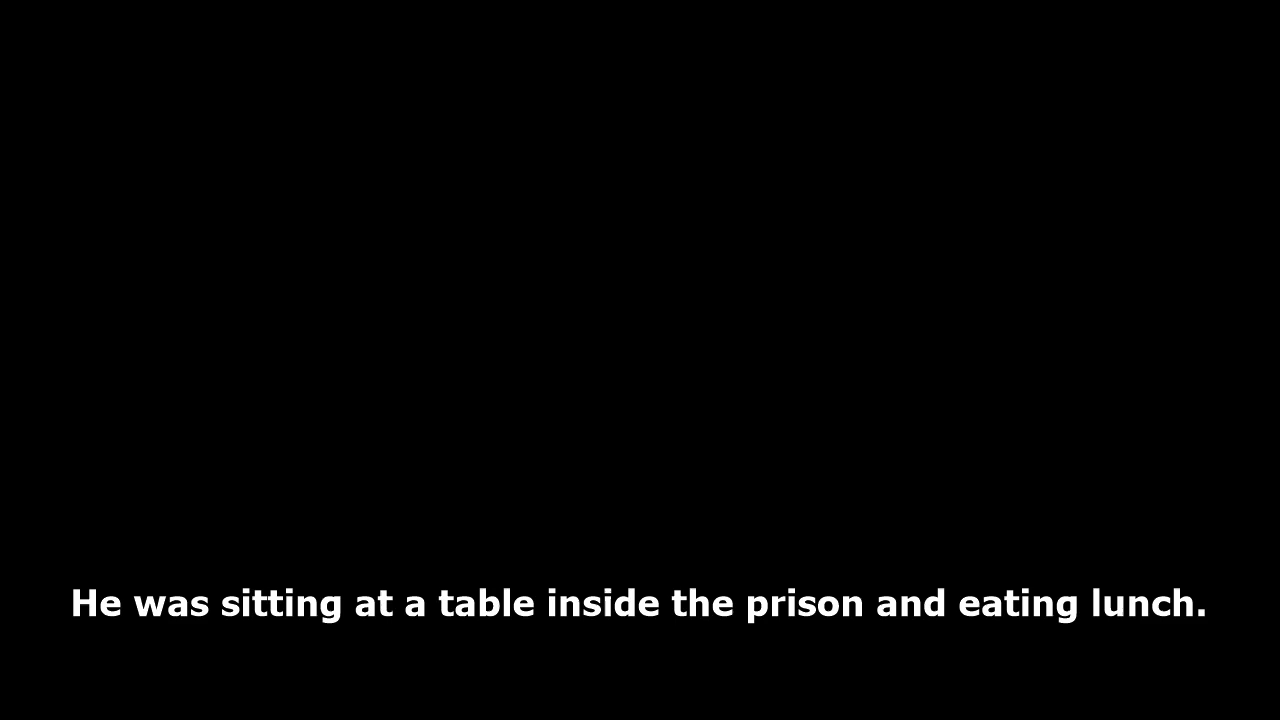 He was sitting at a table inside the prison and eating lunch.